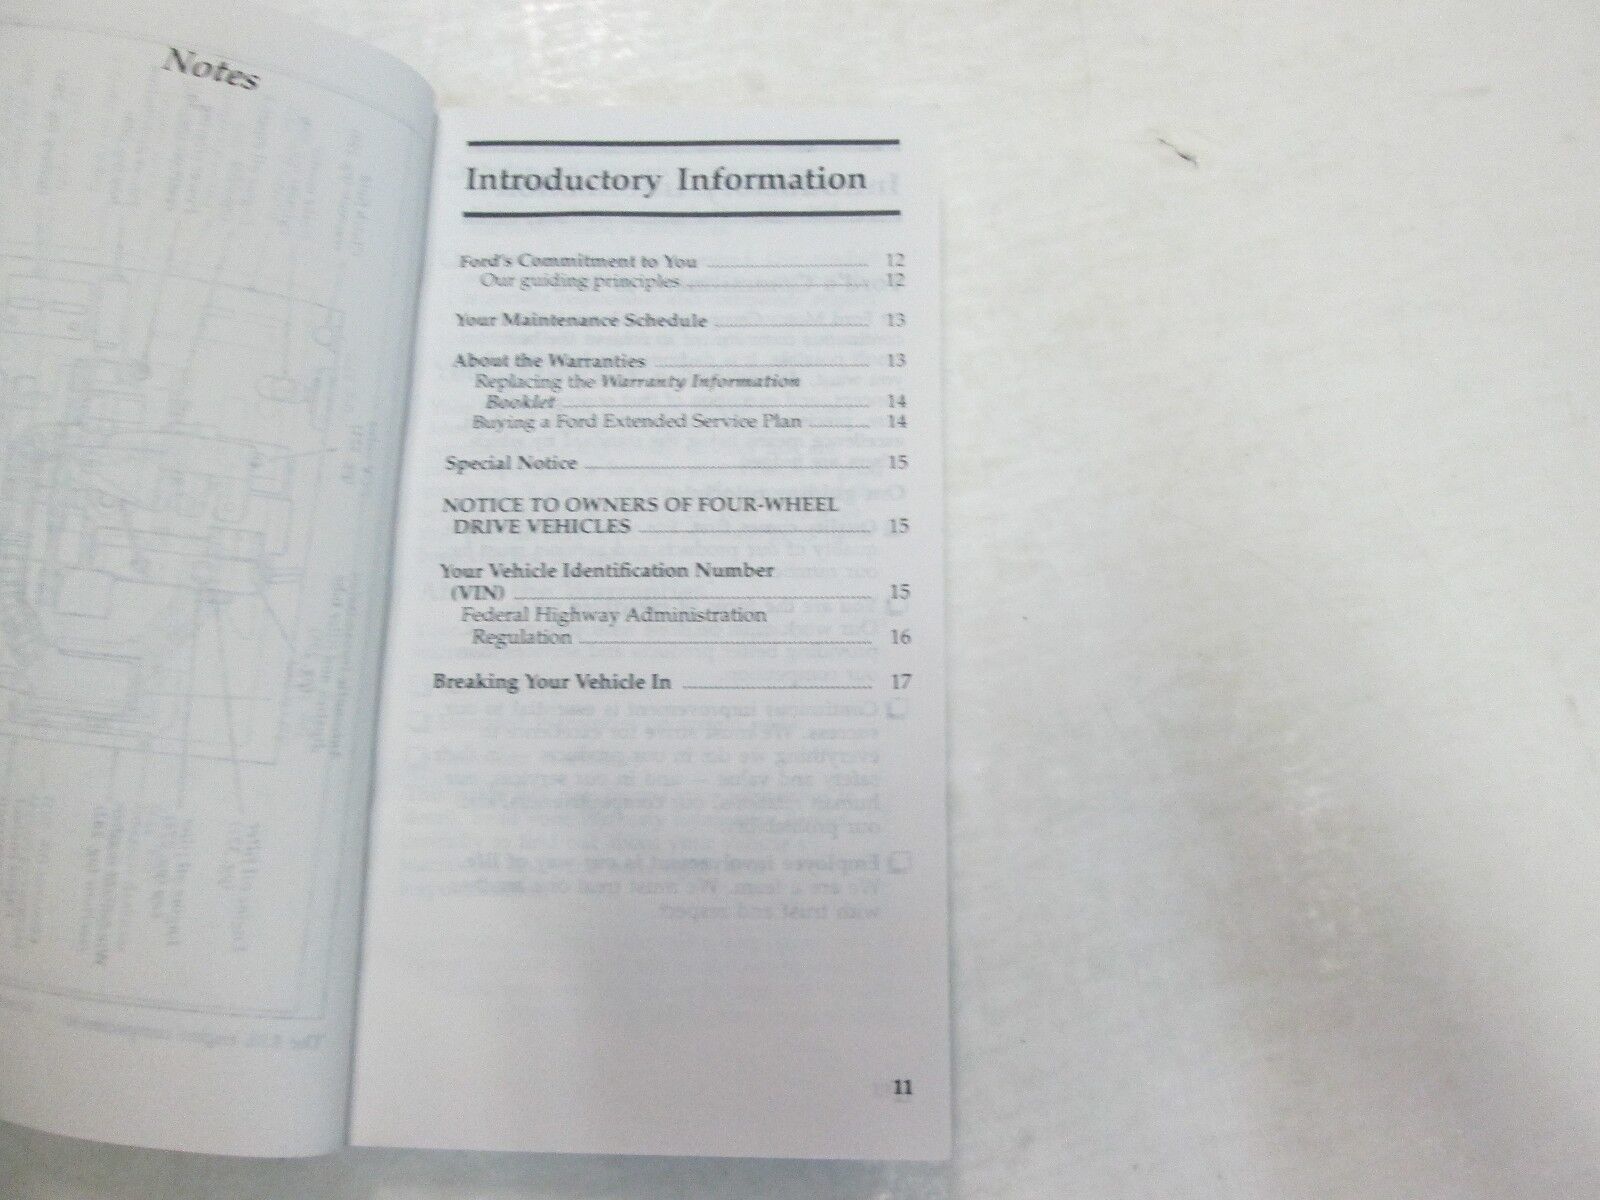 Notes
Introductory Information
Ford's Commitment to You 12
Our guiding principles 12
Your Maintenance Schedule 13
About the Warranties 13
Replacing the Warranty Information
Booklet 14
Buying a Ford Extended Service Plan 14
Special Notice 15
NOTICE TO OWNERS OF FOUR-WHEEL
DRIVE VEHICLES 15
Your Vehicle Identification Number
(VIN) 15
Federal Highway Administration
Regulation 16
Breaking Your Vehicle In 17
11